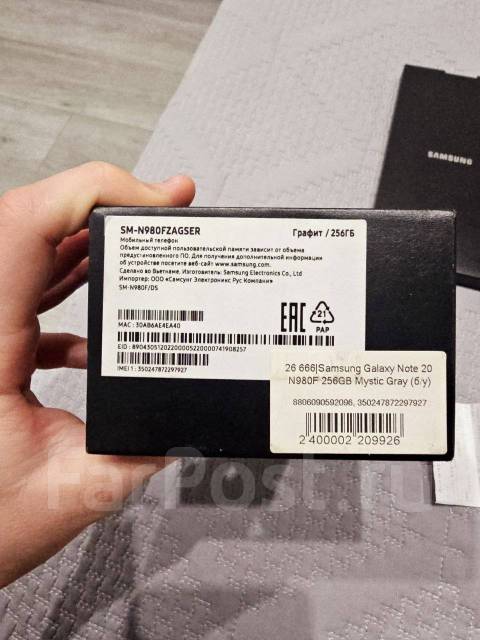 SAMSUNG
SM-N980FZAGSER
Графит / 256ГБ
Мобильный телефон
Объем доступной пользовательской памяти зависит от объема
предустановленного ПО. Для получения дополнительной информации
об устройстве посетите веб-сайт www.samsung.com.
Сделано во Вьетнаме. Изготовитель: Samsung Electronics Co., Ltd
Импортер: ООО «Самсунг Электроникс Рус Компани»
SM-N980F/DS
EAC
21
PAP
MAC : 30AB6AE4EA40
EID : 89043051202200005220000741908257
IMEI 1 : 350247872297927
26 666|Samsung Galaxy Note 20
N980F 256GB Mystic Gray (б/у)
8806090592096, 350247872297927
2 400002 209926
FarPost.ru